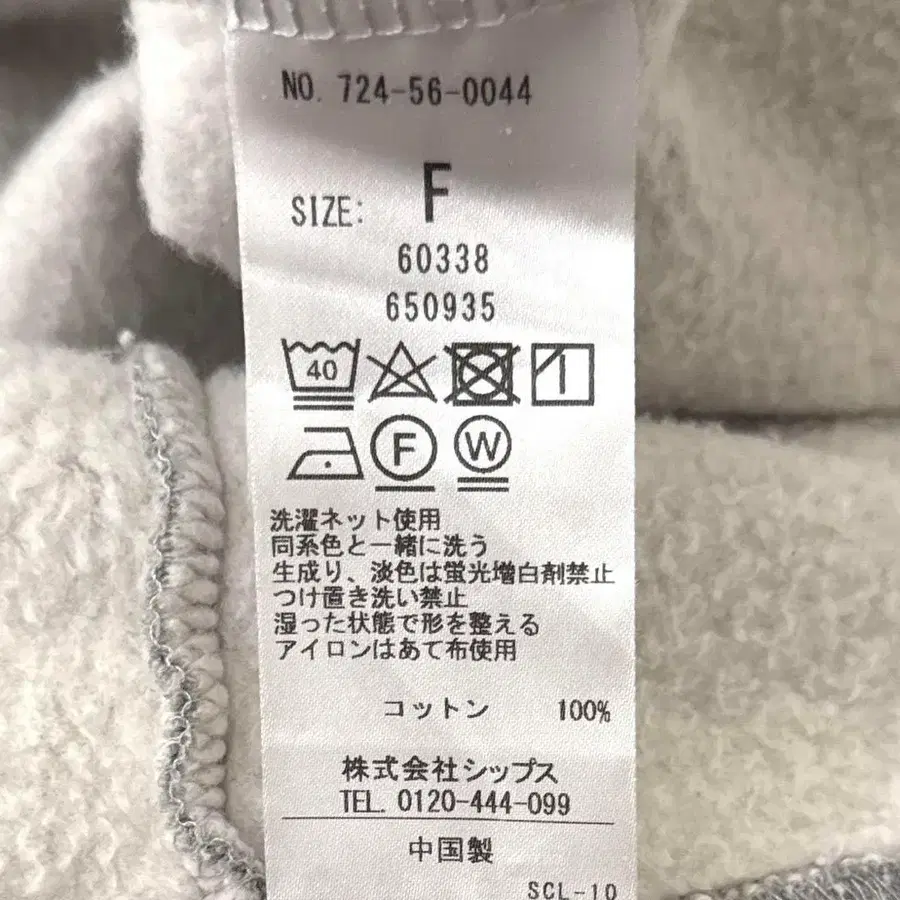 NO. 724-56-0044
SIZE: F
60338
650935
40
F W
洗濯ネット使用
同系色と一緒に洗う
生成り、淡色は蛍光増白剤禁止
つけ置き洗い禁止
湿った状態で形を整える
アイロンはあて布使用
コットン 100%
株式会社シップス
TEL. 0120-444-099
中国製
SCL-10